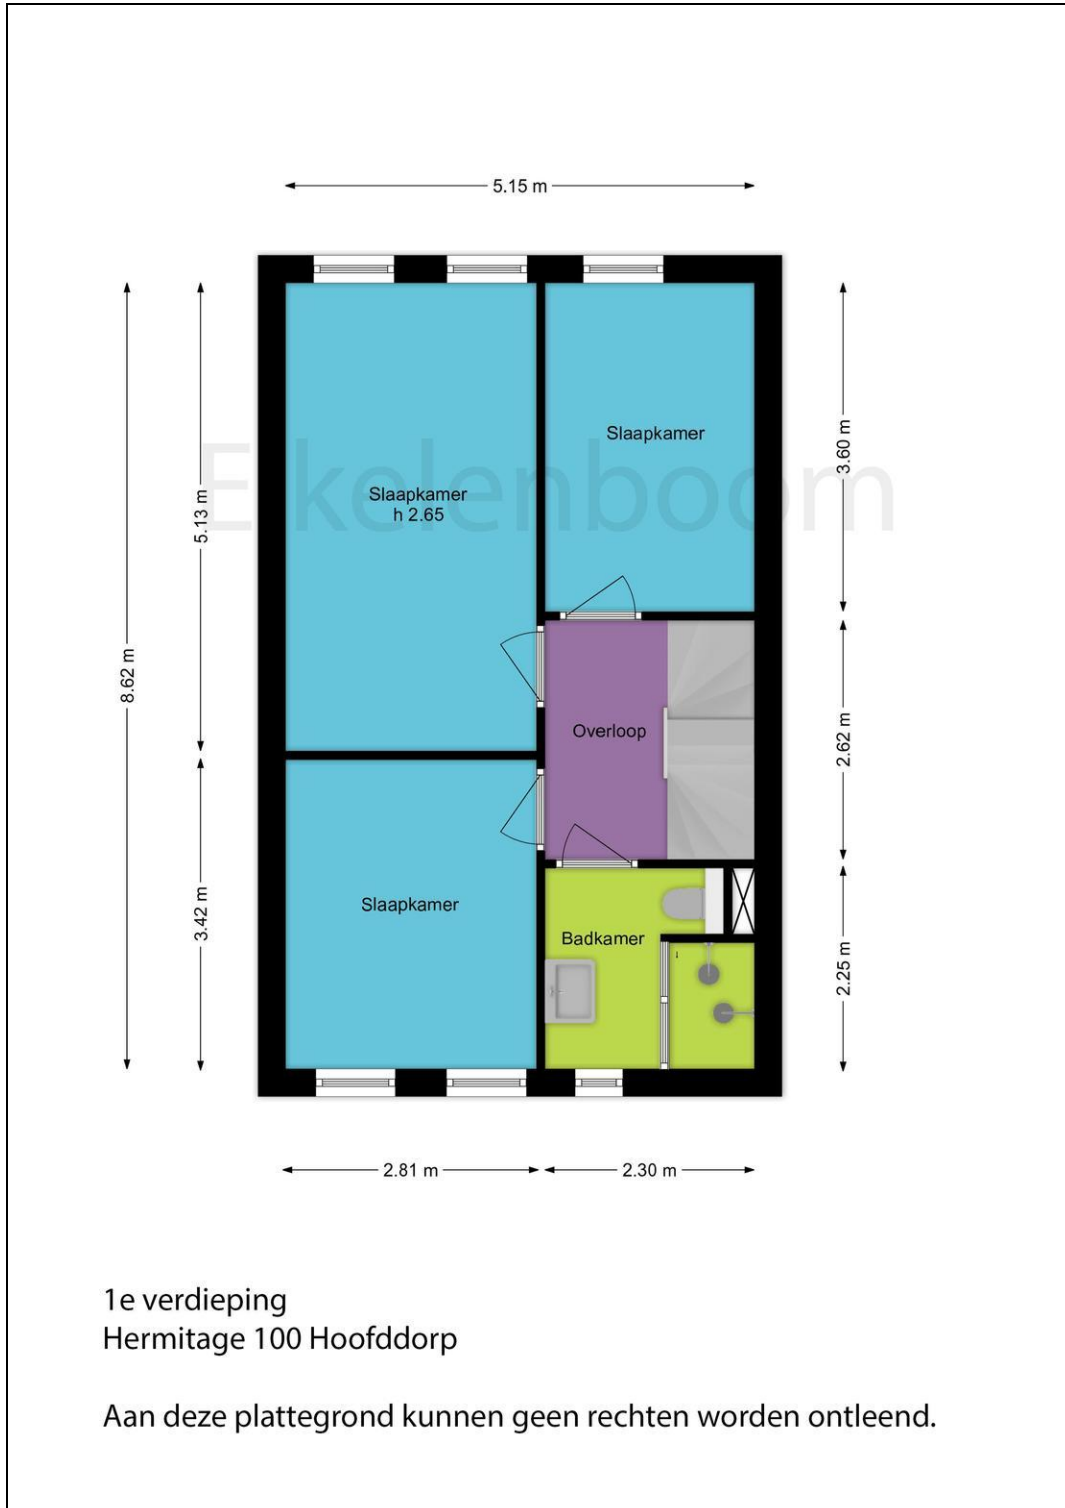 5.15 m
Slaapkamer
3.60 m
Eikelenboom
Slaapkamer
h 2.65
5.13 m
8.62 m
Overloop
2.62 m
Slaapkamer
3.42 m
Badkamer
2.25 m
2.81 m
2.30 m
1e verdieping
Hermitage 100 Hoofddorp
Aan deze plattegrond kunnen geen rechten worden ontleend.